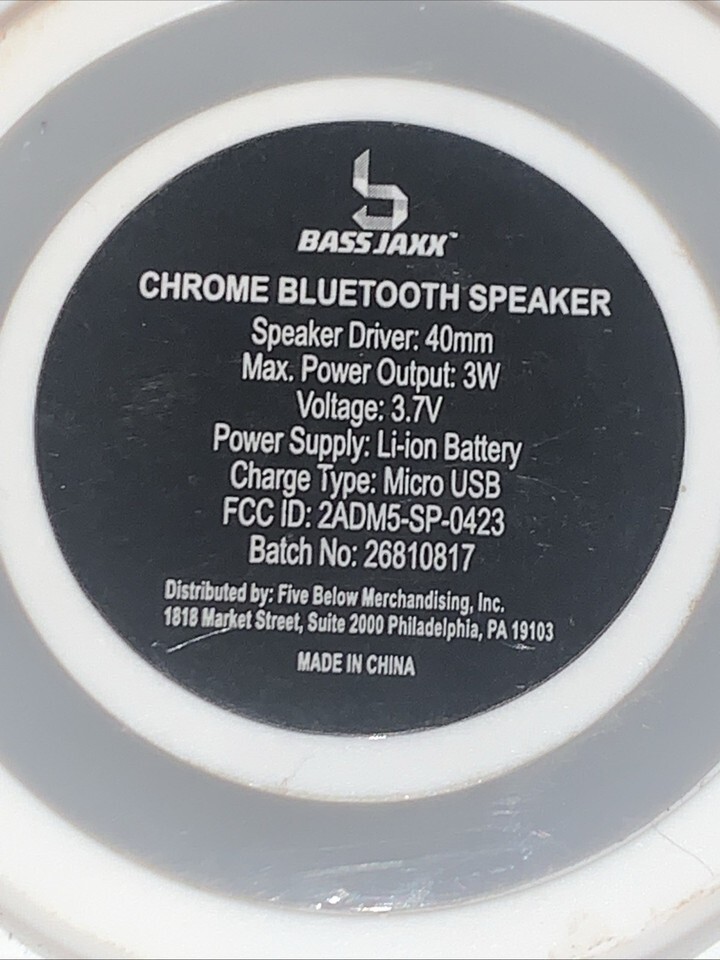 BASS JAXX™
CHROME BLUETOOTH SPEAKER
Speaker Driver: 40mm
Max. Power Output: 3W
Voltage: 3.7V
Power Supply: Li-ion Battery
Charge Type: Micro USB
FCC ID: 2ADM5-SP-0423
Batch No: 26810817
Distributed by: Five Below Merchandising, Inc.
1818 Market Street, Suite 2000 Philadelphia, PA 19103
MADE IN CHINA